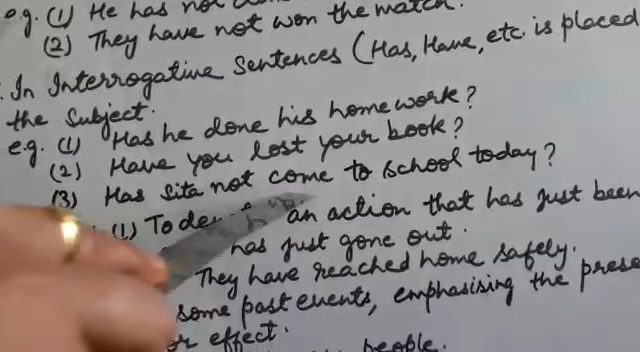 e.g. (1) He has not
(2) They have not won the match.
In Interrogative Sentences (Has, Have, etc. is placed
the Subject.
e.g. (1) Has he done his homework?
(2) Have you lost your book?
(3) Has Sita not come to school today?
(1) To an action that has just been
has just gone out.
They have reached home safely.
some past events, emphasising the
or effect.
people.